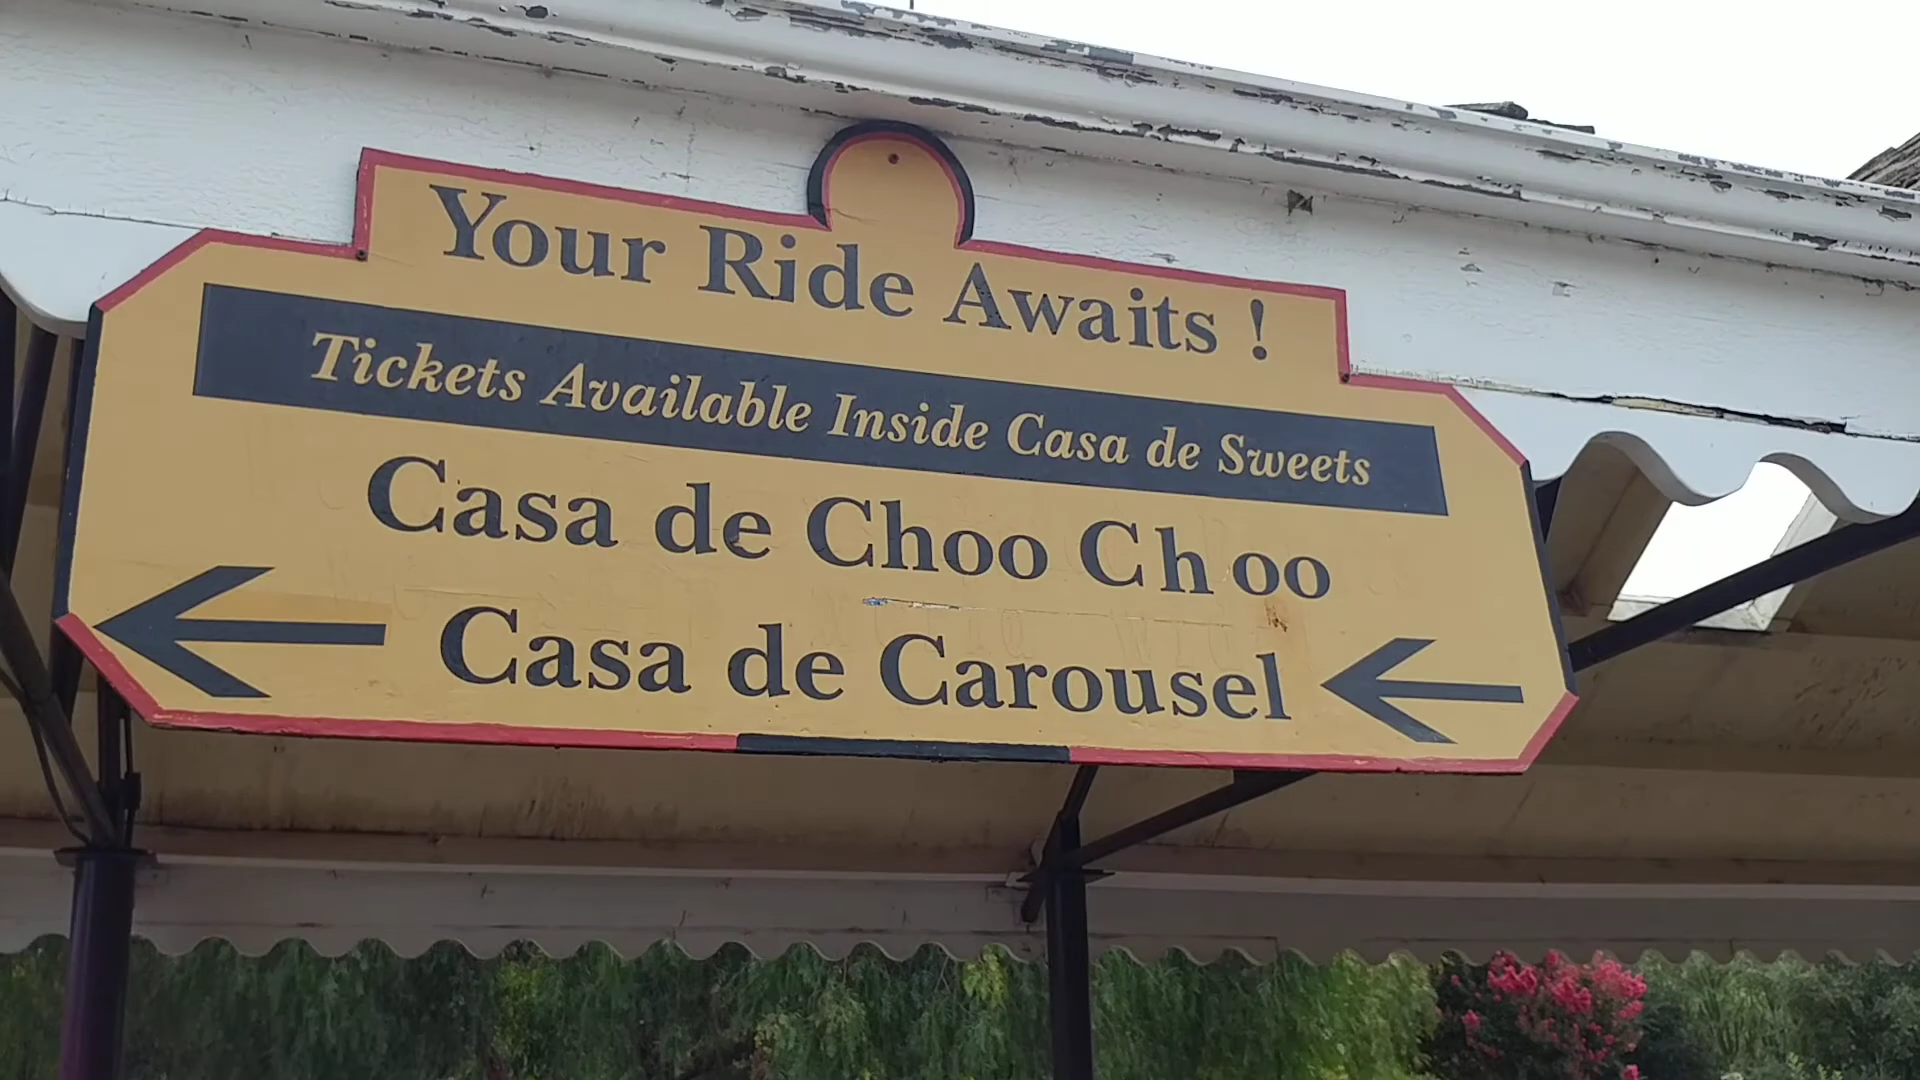 Your Ride Awaits !
Tickets Available Inside Casa de Sweets
Casa de Choo Choo
Casa de Carousel